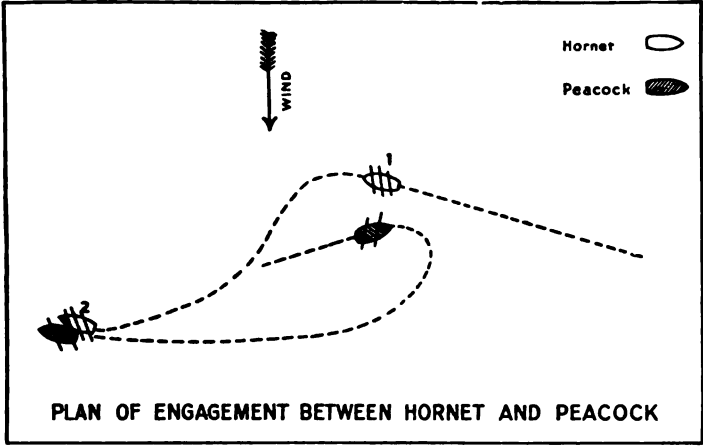 Hornet
Peacock
WIND
1
2
PLAN OF ENGAGEMENT BETWEEN HORNET AND PEACOCK